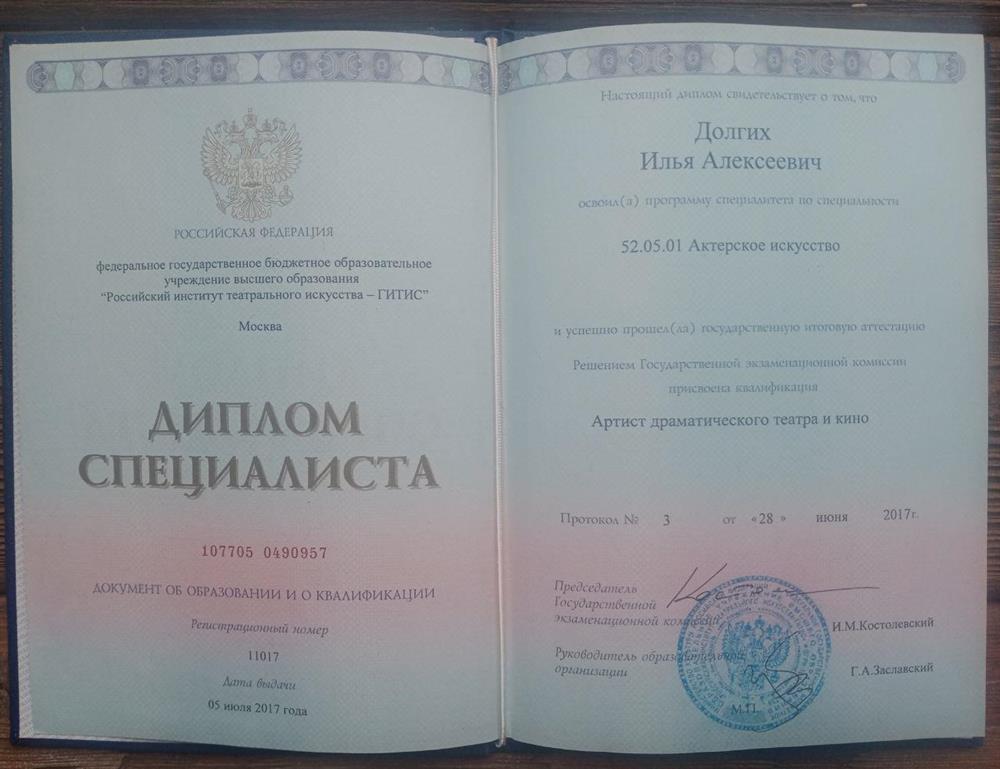 РОССИЙСКАЯ ФЕДЕРАЦИЯ
федеральное государственное бюджетное образовательное
учреждение высшего образования
“Российский институт театрального искусства – ГИТИС”
Москва
ДИПЛОМ
СПЕЦИАЛИСТА
107705 0490957
ДОКУМЕНТ ОБ ОБРАЗОВАНИИ И О КВАЛИФИКАЦИИ
Регистрационный номер
11017
Дата выдачи
05 июля 2017 года
Настоящий диплом свидетельствует о том, что
Долгих
Илья Алексеевич
освоил(а) программу специалитета по специальности
52.05.01 Актерское искусство
и успешно прошел(ла) государственную итоговую аттестацию
Решением Государственной экзаменационной комиссии
присвоена квалификация
Артист драматического театра и кино
Протокол № 3 от «28 » июня 2017г.
Председатель
Государственной
экзаменационной комиссии
И.М.Костолевский
Руководитель образовательной
организации
Г.А.Заславский
М.П.